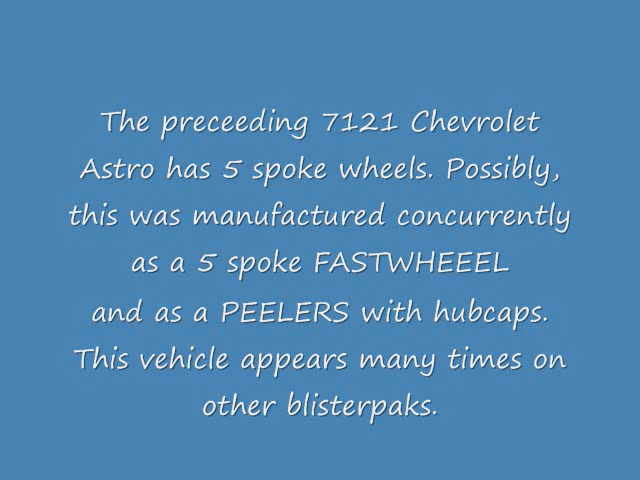 The preceeding 7121 Chevrolet
Astro has 5 spoke wheels. Possibly,
this was manufactured concurrently
as a 5 spoke FASTWHEEEL
and as a PEELERS with hubcaps.
This vehicle appears many times on
other blisterpaks.